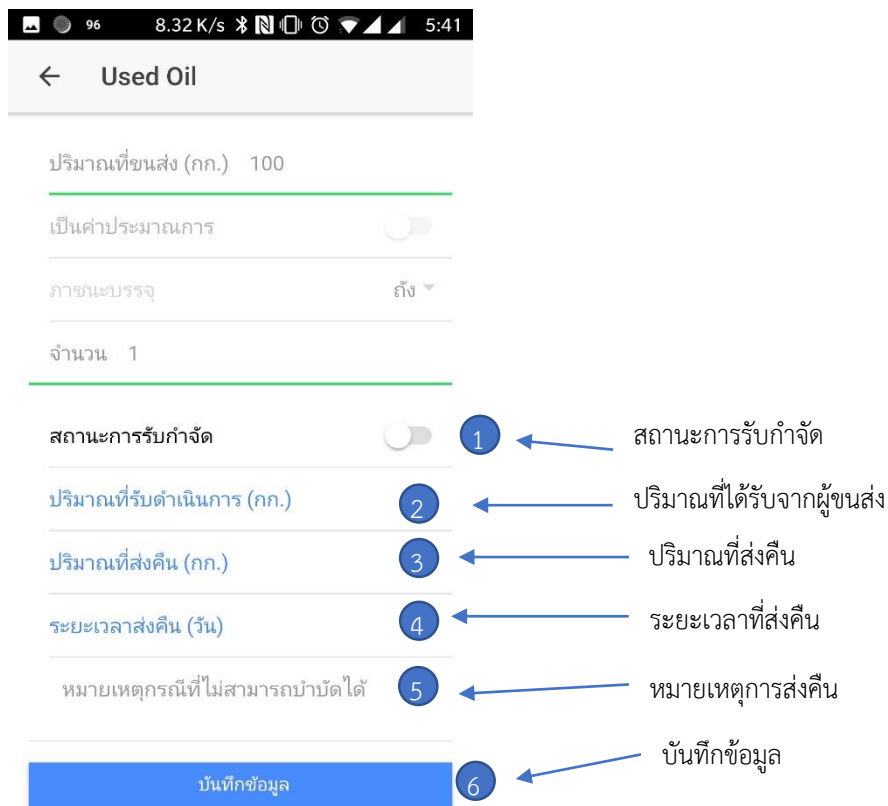 96 8.32 K/s 5:41
Used Oil
ปริมาณที่ขนส่ง (กก.) 100
เป็นค่าประมาณการ
ภาชนะบรรจุ ถัง
จำนวน 1
สถานะการรับกำจัด 1 สถานะการรับกำจัด
ปริมาณที่รับดำเนินการ (กก.) 2 ปริมาณที่ได้รับจากผู้ขนส่ง
ปริมาณที่ส่งคืน (กก.) 3 ปริมาณที่ส่งคืน
ระยะเวลาส่งคืน (วัน) 4 ระยะเวลาที่ส่งคืน
หมายเหตุกรณีที่ไม่สามารถบำบัดได้ 5 หมายเหตุการส่งคืน
บันทึกข้อมูล 6 บันทึกข้อมูล